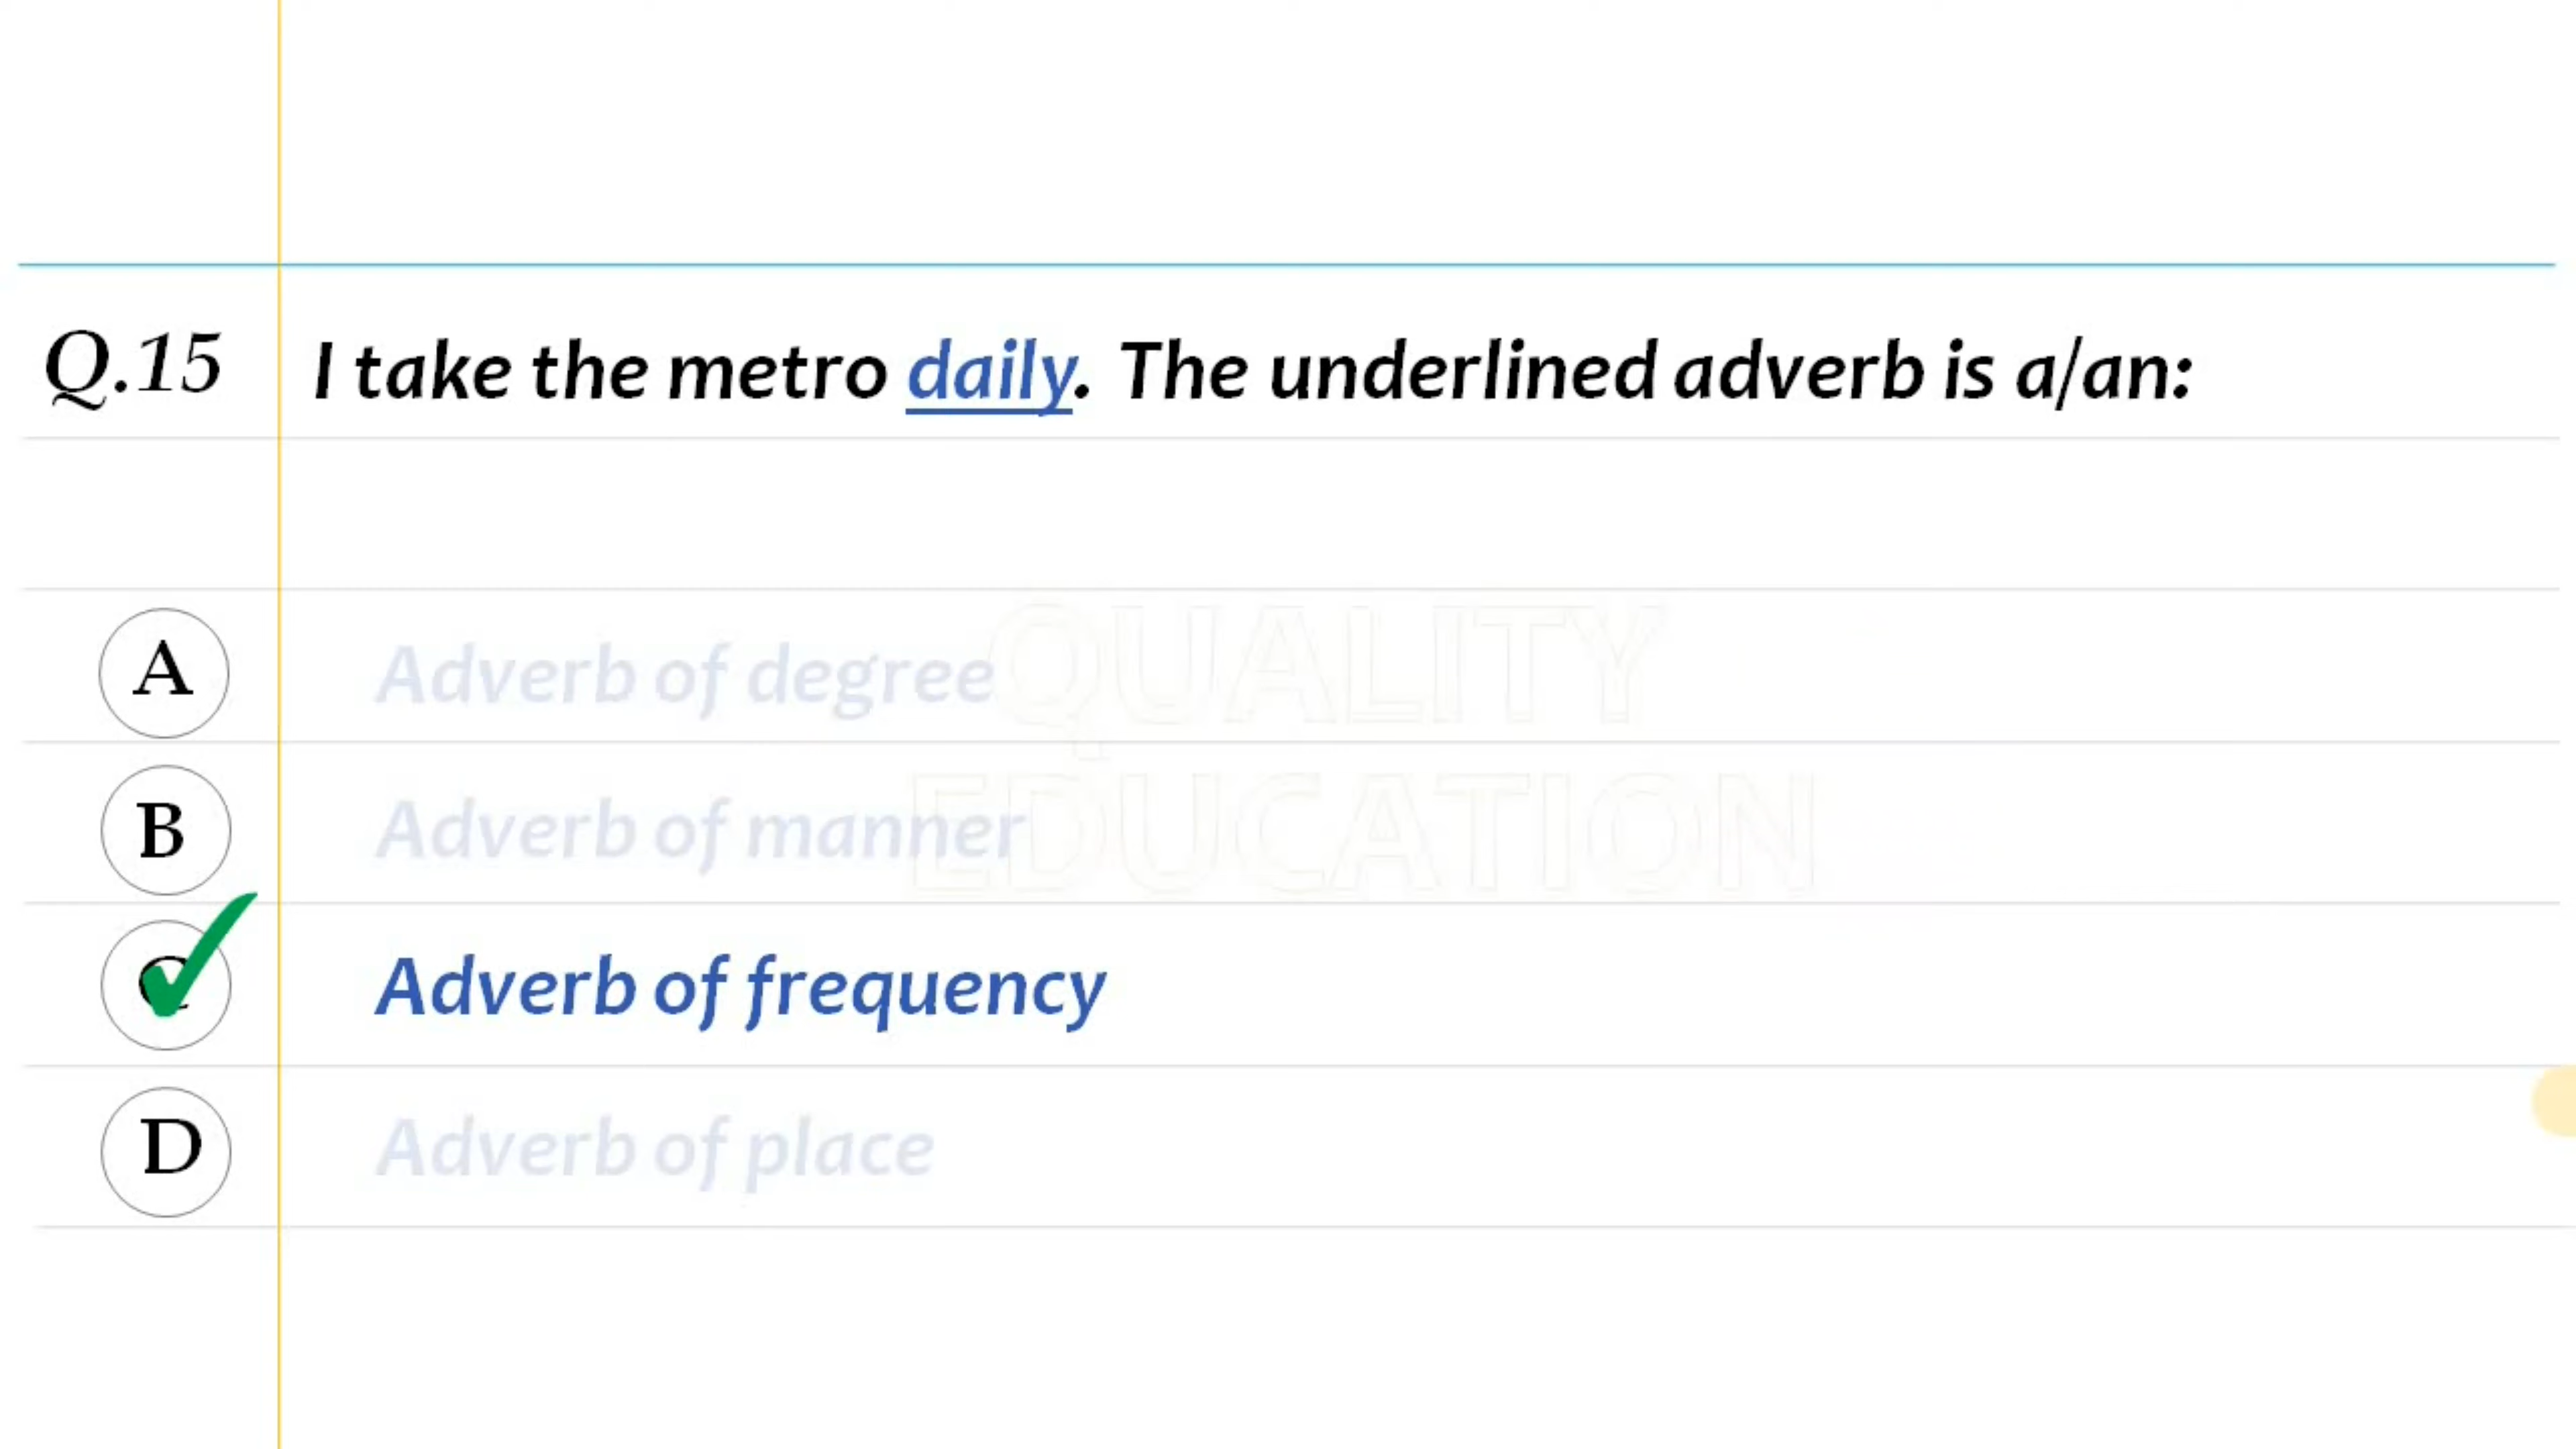 Q.15 I take the metro daily. The underlined adverb is a/an:
A Adverb of degree
QUALITY
B Adverb of manner
EDUCATION
C Adverb of frequency
D Adverb of place